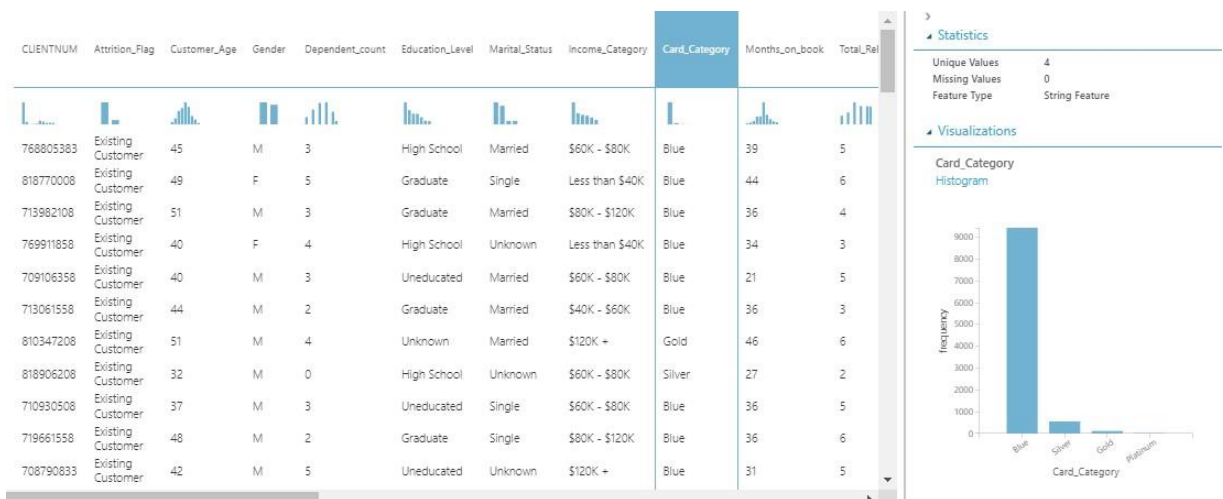 CLIENTNUM Attrition_Flag Customer_Age Gender Dependent_count Education_Level Marital_Status Income_Category Card_Category Months_on_book Total_Rel
768805383 Existing Customer 45 M 3 High School Married $60K - $80K Blue 39 5
818770008 Existing Customer 49 F 5 Graduate Single Less than $40K Blue 44 6
713982108 Existing Customer 51 M 3 Graduate Married $80K - $120K Blue 36 4
769911858 Existing Customer 40 F 4 High School Unknown Less than $40K Blue 34 3
709106358 Existing Customer 40 M 3 Uneducated Married $60K - $80K Blue 21 5
713061558 Existing Customer 44 M 2 Graduate Married $40K - $60K Blue 36 3
810347208 Existing Customer 51 M 4 Unknown Married $120K + Gold 46 6
818906208 Existing Customer 32 M 0 High School Unknown $60K - $80K Silver 27 2
710930508 Existing Customer 37 M 3 Uneducated Single $60K - $80K Blue 36 5
719661558 Existing Customer 48 M 2 Graduate Single $80K - $120K Blue 36 6
708790833 Existing Customer 42 M 5 Uneducated Unknown $120K + Blue 31 5
Statistics
Unique Values 4
Missing Values 0
Feature Type String Feature
Visualizations
Card_Category
Histogram
frequency
9000
8000
7000
6000
5000
4000
3000
2000
1000
0
Blue Silver Gold Platinum
Card_Category